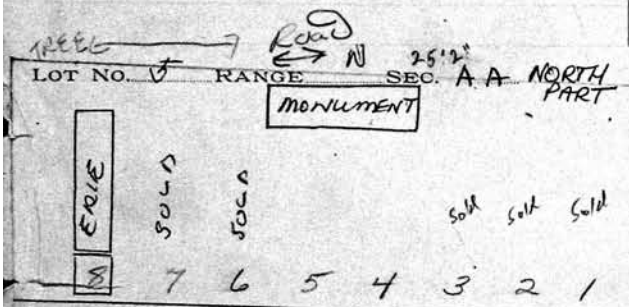 TREEE Road
N 25'2"
LOT NO. 5 RANGE SEC. A A NORTH PART
MONUMENT
ERIE SOLD SOLD Sold Sold Sold
8 7 6 5 4 3 2 1